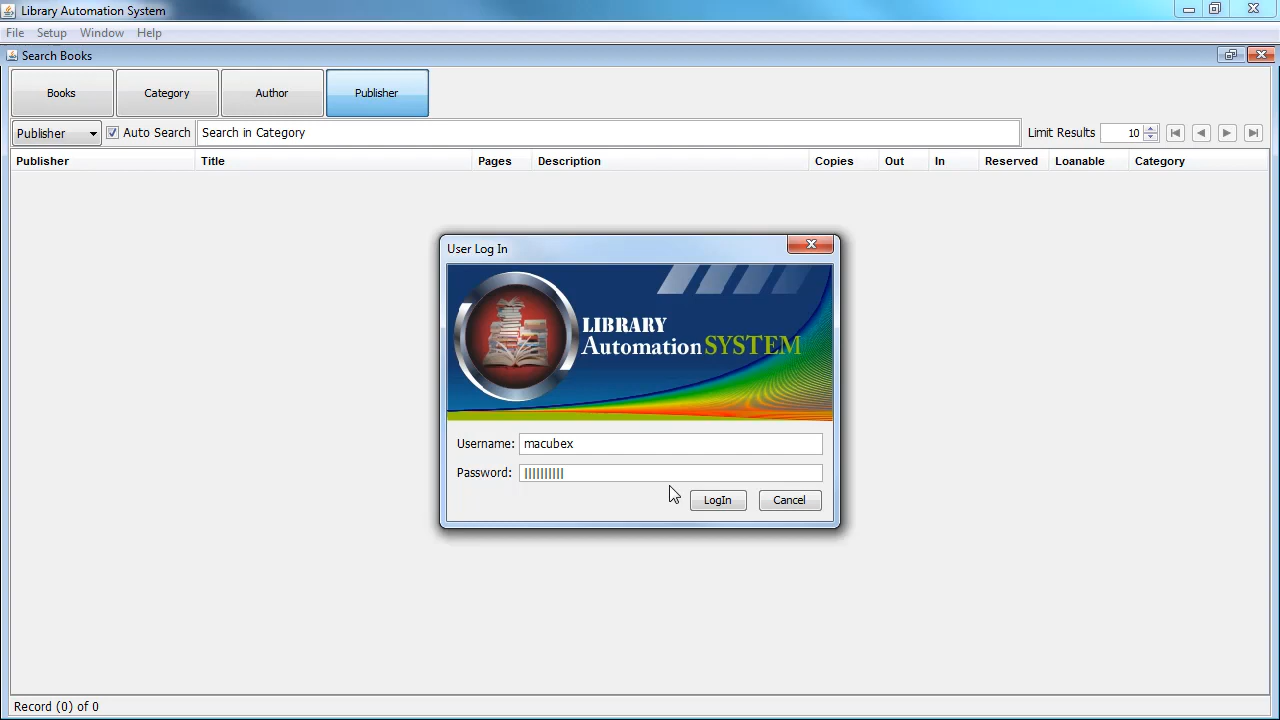 Library Automation System
File Setup Window Help
Search Books
Books Category Author Publisher
Publisher Auto Search Search in Category Limit Results 10
Publisher Title Pages Description Copies Out In Reserved Loanable Category
User Log In
LIBRARY
Automation SYSTEM
Username: macubex
Password: ||||||||||
LogIn Cancel
Record (0) of 0